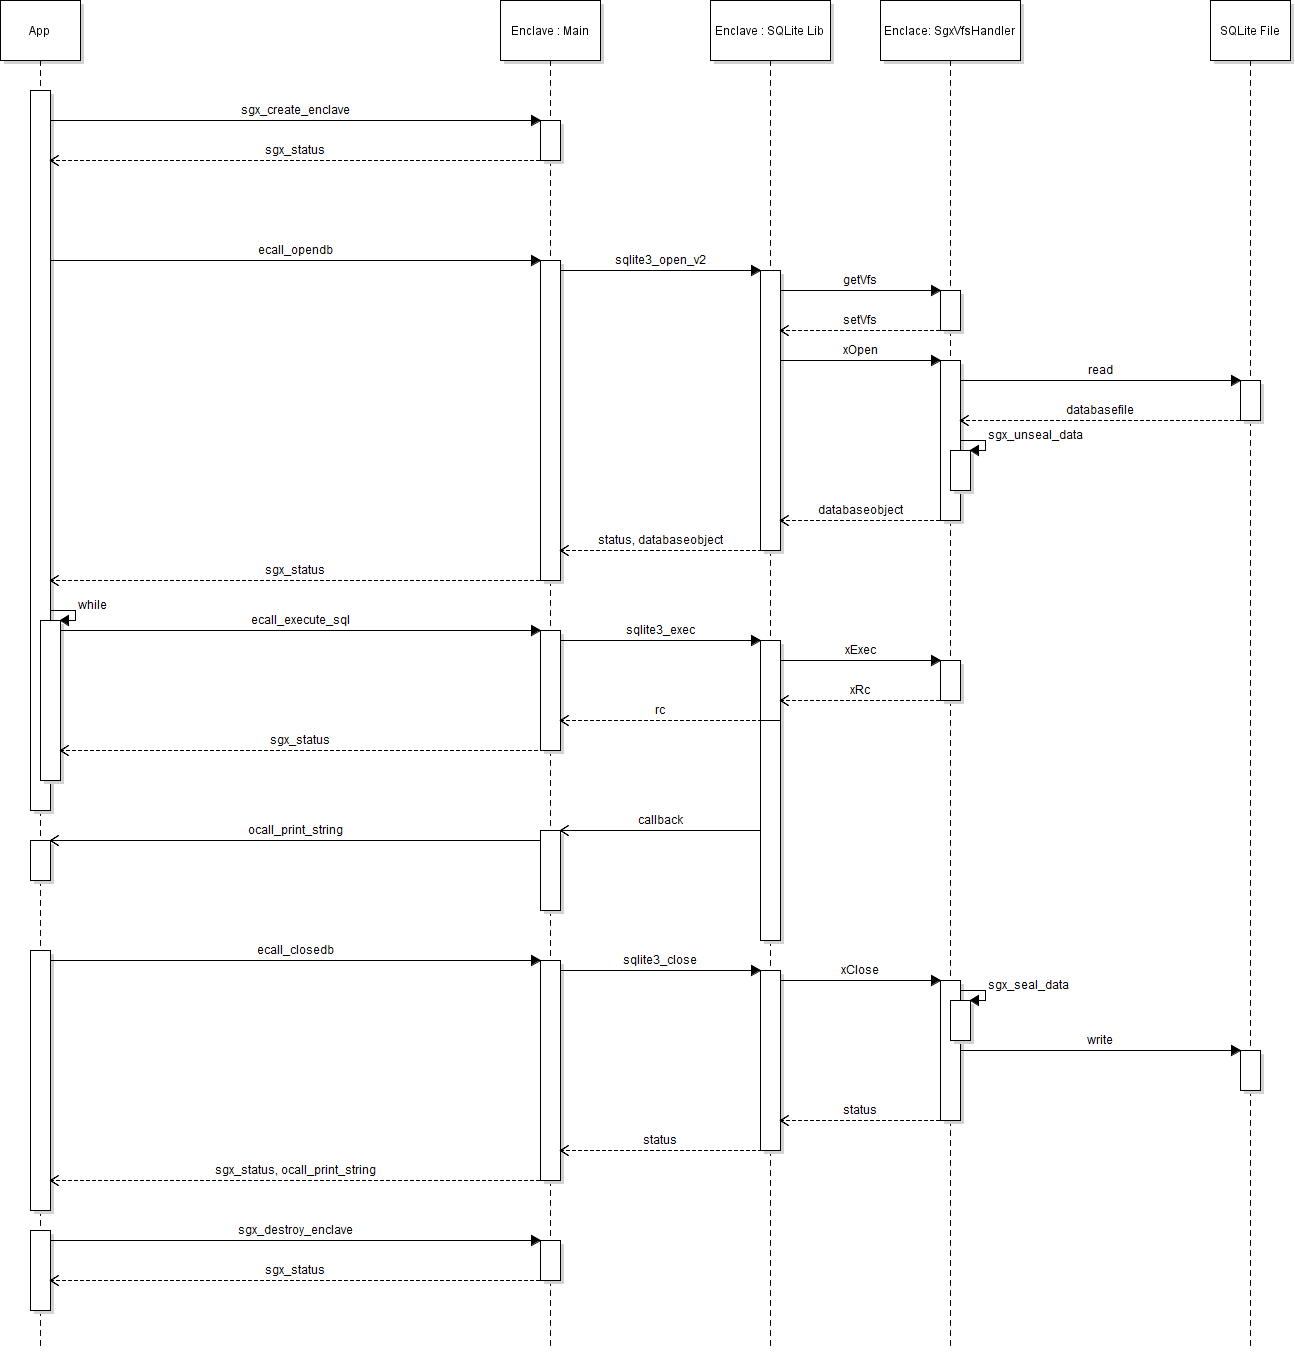 App
Enclave : Main
Enclave : SQLite Lib
Enclace: SgxVfsHandler
SQLite File
sgx_create_enclave
sgx_status
ecall_opendb
sqlite3_open_v2
getVfs
setVfs
xOpen
read
databasefile
sgx_unseal_data
databaseobject
status, databaseobject
sgx_status
while
ecall_execute_sql
sqlite3_exec
xExec
xRc
rc
sgx_status
callback
ocall_print_string
ecall_closedb
sqlite3_close
xClose
sgx_seal_data
write
status
status
sgx_status, ocall_print_string
sgx_destroy_enclave
sgx_status